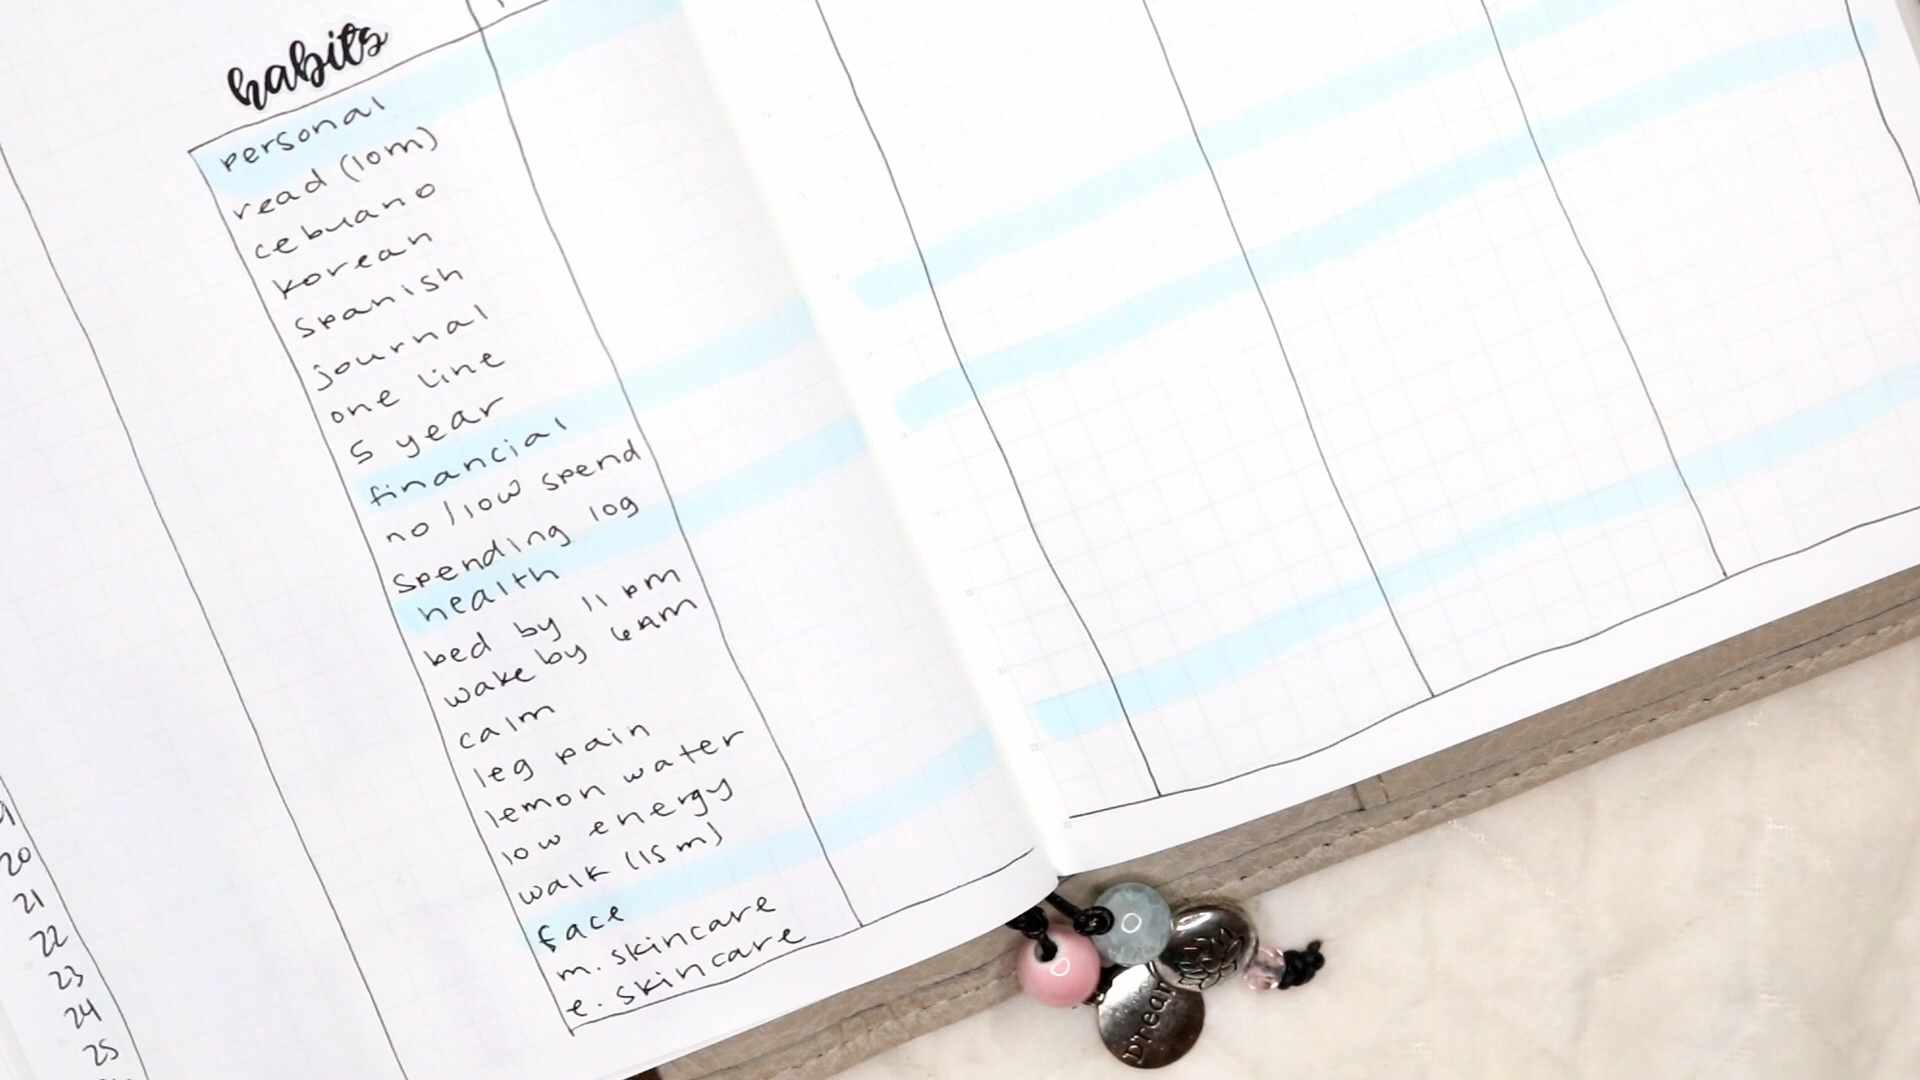 habits
personal
read (10m)
cebuano
korean
spanish
journal
one line
5 year
financial
no/low spend
spending log
health
bed by 11 pm
wake by 6AM
calm
leg pain
lemon water
low energy
walk (15m)
face
m. skincare
e. skincare
20
21
22
23
24
25
Dream